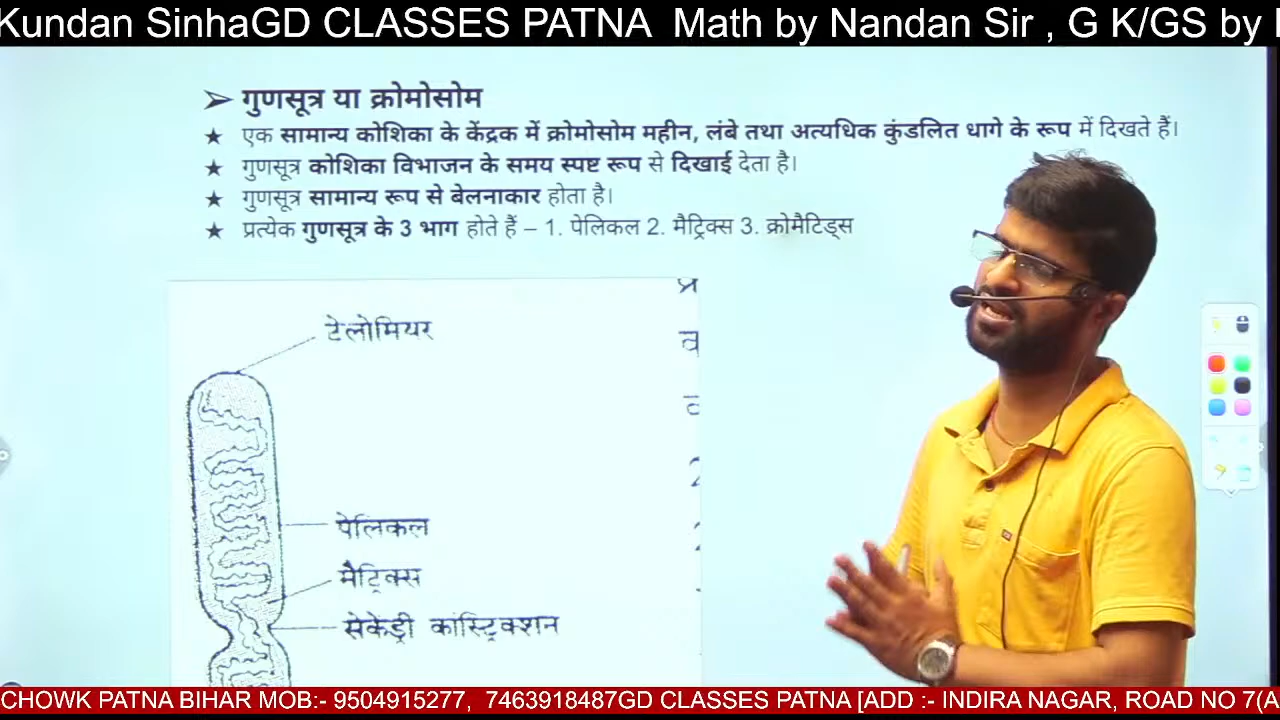 Kundan SinhaGD CLASSES PATNA Math by Nandan Sir , G K/GS by
➢ गुणसूत्र या क्रोमोसोम
★ एक सामान्य कोशिका के केंद्रक में क्रोमोसोम महीन, लंबे तथा अत्यधिक कुंडलित धागे के रूप में दिखते हैं।
★ गुणसूत्र कोशिका विभाजन के समय स्पष्ट रूप से दिखाई देता है।
★ गुणसूत्र सामान्य रूप से बेलनाकार होता है।
★ प्रत्येक गुणसूत्र के 3 भाग होते हैं – 1. पेलिकल 2. मैट्रिक्स 3. क्रोमैटिड्स
टेलोमियर
पेलिकल
मैट्रिक्स
सेकेंड्री कांस्ट्रिक्शन
CHOWK PATNA BIHAR MOB:- 9504915277, 7463918487GD CLASSES PATNA [ADD :- INDIRA NAGAR, ROAD NO 7(A